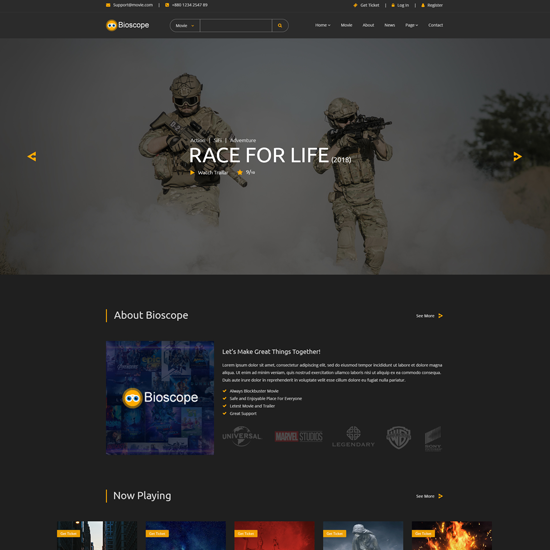 Support@movie.com | +880 1234 2547 89
Get Ticket | Log In | Register
Bioscope
Movie
Home Movie About News Page Contact
Action | Sifi | Adventure
RACE FOR LIFE (2018)
Watch Trailer 9/10
About Bioscope
See More
Bioscope
Let's Make Great Things Together!
Lorem ipsum dolor sit amet, consectetur adipiscing elit, sed do eiusmod tempor incididunt ut labore et dolore magna
aliqua. Ut enim ad minim veniam, quis nostrud exercitation ullamco laboris nisi ut aliquip ex ea commodo consequat.
Duis aute irure dolor in reprehenderit in voluptate velit esse cillum dolore eu fugiat nulla pariatur.
Always Blockbuster Movie
Safe and Enjoyable Place For Everyone
Letest Movie and Trailer
Great Support
UNIVERSAL
MARVEL STUDIOS
LEGENDARY
WB
SONY
Now Playing
See More
Get Ticket
Get Ticket
Get Ticket
Get Ticket
Get Ticket